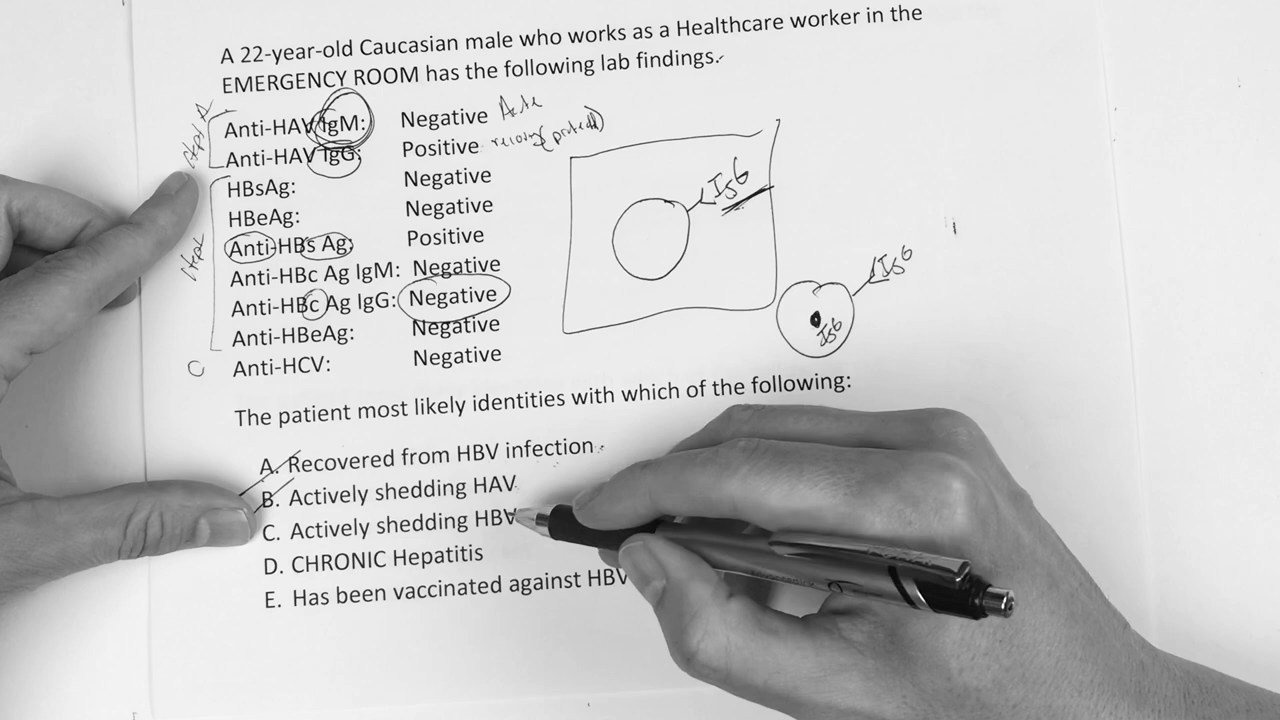 A 22-year-old Caucasian male who works as a Healthcare worker in the
EMERGENCY ROOM has the following lab findings.
Anti-HAV IgM: Negative Acute
Anti-HAV IgG: Positive recovery (protected)
HBsAg: Negative
HBeAg: Negative
Anti-HBs Ag: Positive
Anti-HBc Ag IgM: Negative
Anti-HBc Ag IgG: Negative
Anti-HBeAg: Negative
Anti-HCV: Negative
IgG
IgG
IgG
The patient most likely identities with which of the following:
A. Recovered from HBV infection
B. Actively shedding HAV
C. Actively shedding HBV
D. CHRONIC Hepatitis
E. Has been vaccinated against HBV